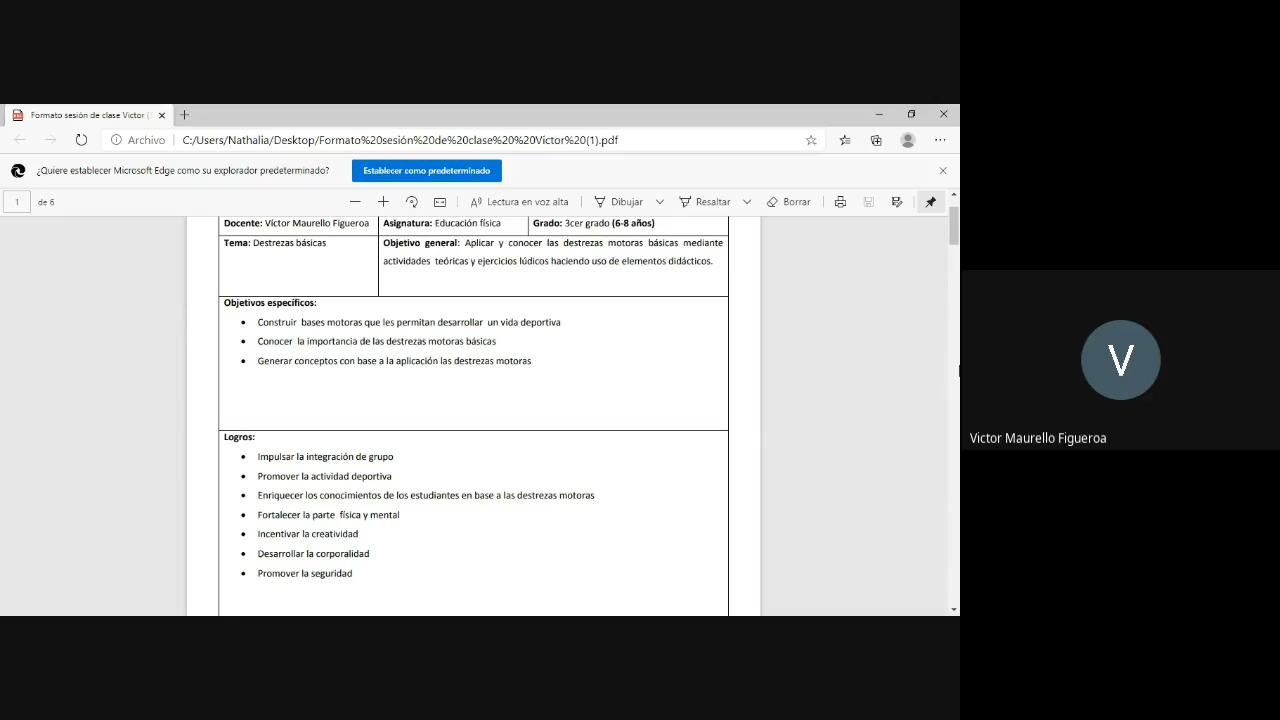 Formato sesión de clase Victor (
Archivo C:/Users/Nathalia/Desktop/Formato%20sesión%20de%20clase%20%20Victor%20(1).pdf
¿Quiere establecer Microsoft Edge como su explorador predeterminado? Establecer como predeterminado
1 de 6 Lectura en voz alta Dibujar Resaltar Borrar
Docente: Víctor Maurello Figueroa Asignatura: Educación física Grado: 3cer grado (6-8 años)
Tema: Destrezas básicas
Objetivo general: Aplicar y conocer las destrezas motoras básicas mediante
actividades teóricas y ejercicios lúdicos haciendo uso de elementos didácticos.
Objetivos específicos:
• Construir bases motoras que les permitan desarrollar un vida deportiva
• Conocer la importancia de las destrezas motoras básicas
• Generar conceptos con base a la aplicación las destrezas motoras
Logros:
• Impulsar la integración de grupo
• Promover la actividad deportiva
• Enriquecer los conocimientos de los estudiantes en base a las destrezas motoras
• Fortalecer la parte física y mental
• Incentivar la creatividad
• Desarrollar la corporalidad
• Promover la seguridad
V
Victor Maurello Figueroa